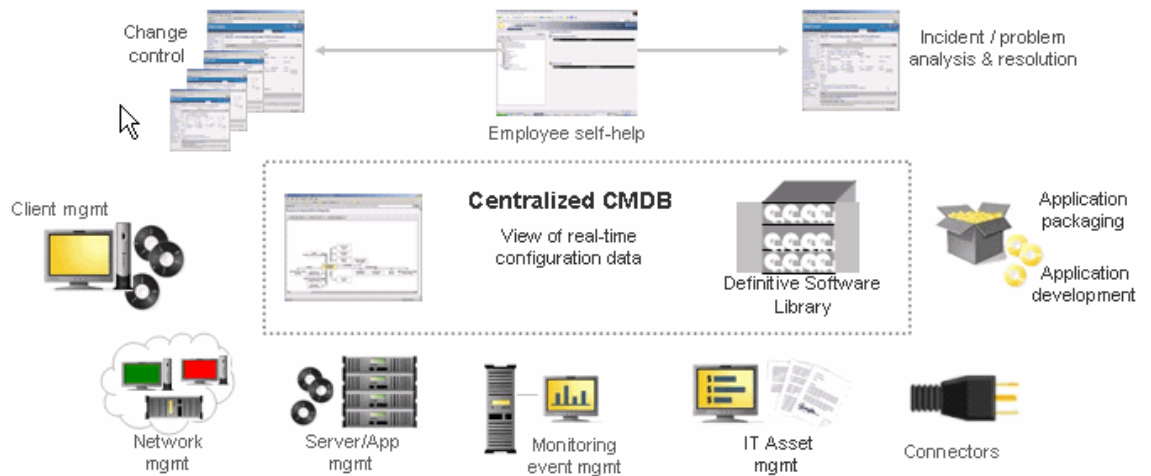 Change
control
Employee self-help
Incident / problem
analysis & resolution
Client mgmt
Centralized CMDB
View of real-time
configuration data
Definitive Software
Library
Application
packaging
Application
development
Network
mgmt
Server/App
mgmt
Monitoring
event mgmt
IT Asset
mgmt
Connectors